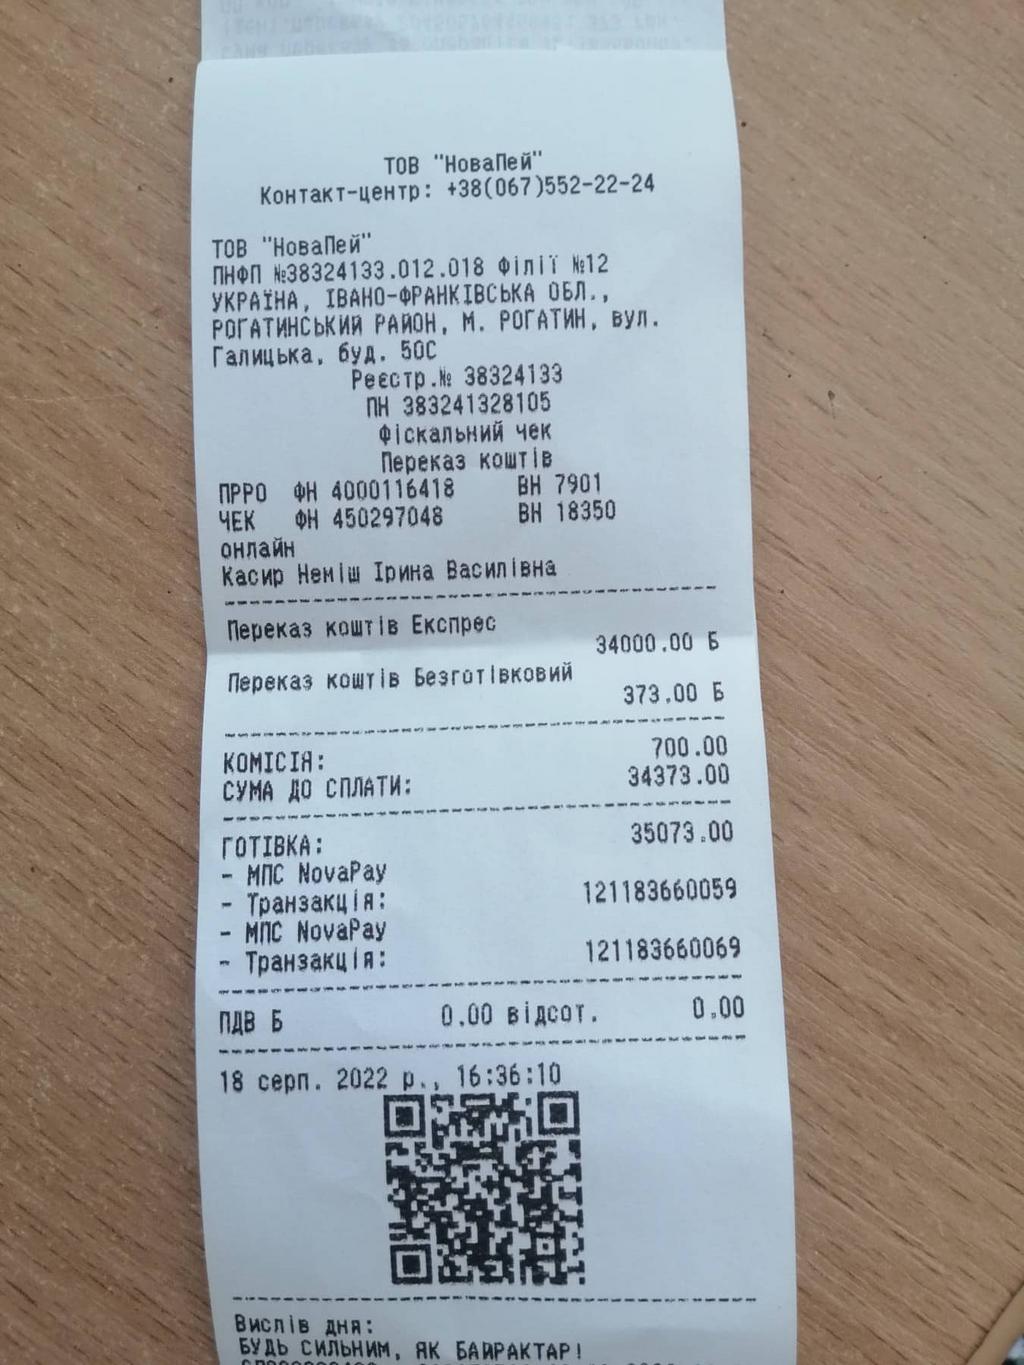 ТОВ "НоваПей"
Контакт-центр: +38(067)552-22-24
ТОВ "НоваПей"
ПНФП №38324133.012.018 Філії №12
УКРАЇНА, ІВАНО-ФРАНКІВСЬКА ОБЛ.,
РОГАТИНСЬКИЙ РАЙОН, М. РОГАТИН, вул.
Галицька, буд. 50С
Реєстр.№ 38324133
ПН 383241328105
Фіскальний чек
Переказ коштів
ПРРО ФН 4000116418 ВН 7901
ЧЕК ФН 450297048 ВН 18350
онлайн
Касир Неміш Ірина Василівна
Переказ коштів Експрес
34000.00 Б
Переказ коштів Безготівковий
373.00 Б
КОМІСІЯ: 700.00
СУМА ДО СПЛАТИ: 34373.00
ГОТІВКА: 35073.00
- МПС NovaPay
- Транзакція: 121183660059
- МПС NovaPay
- Транзакція: 121183660069
ПДВ Б 0.00 відсот. 0.00
18 серп. 2022 р., 16:36:10
Вислів дня:
БУДЬ СИЛЬНИМ, ЯК БАЙРАКТАР!